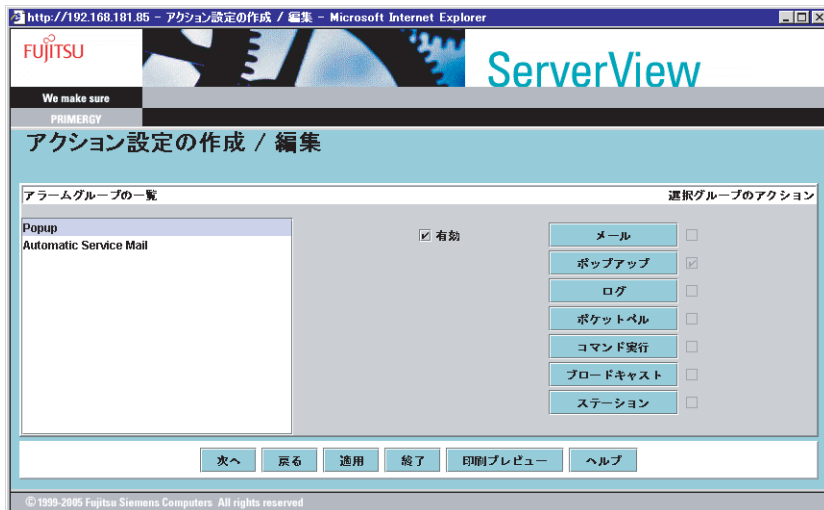 http://192.168.181.85 - アクション設定の作成 / 編集 - Microsoft Internet Explorer
FUJITSU
ServerView
We make sure
PRIMERGY
アクション設定の作成 / 編集
アラームグループの一覧 選択グループのアクション
Popup
Automatic Service Mail
有効
メール
ポップアップ
ログ
ポケットベル
コマンド実行
ブロードキャスト
ステーション
次へ 戻る 適用 終了 印刷プレビュー ヘルプ
© 1999-2005 Fujitsu Siemens Computers All rights reserved